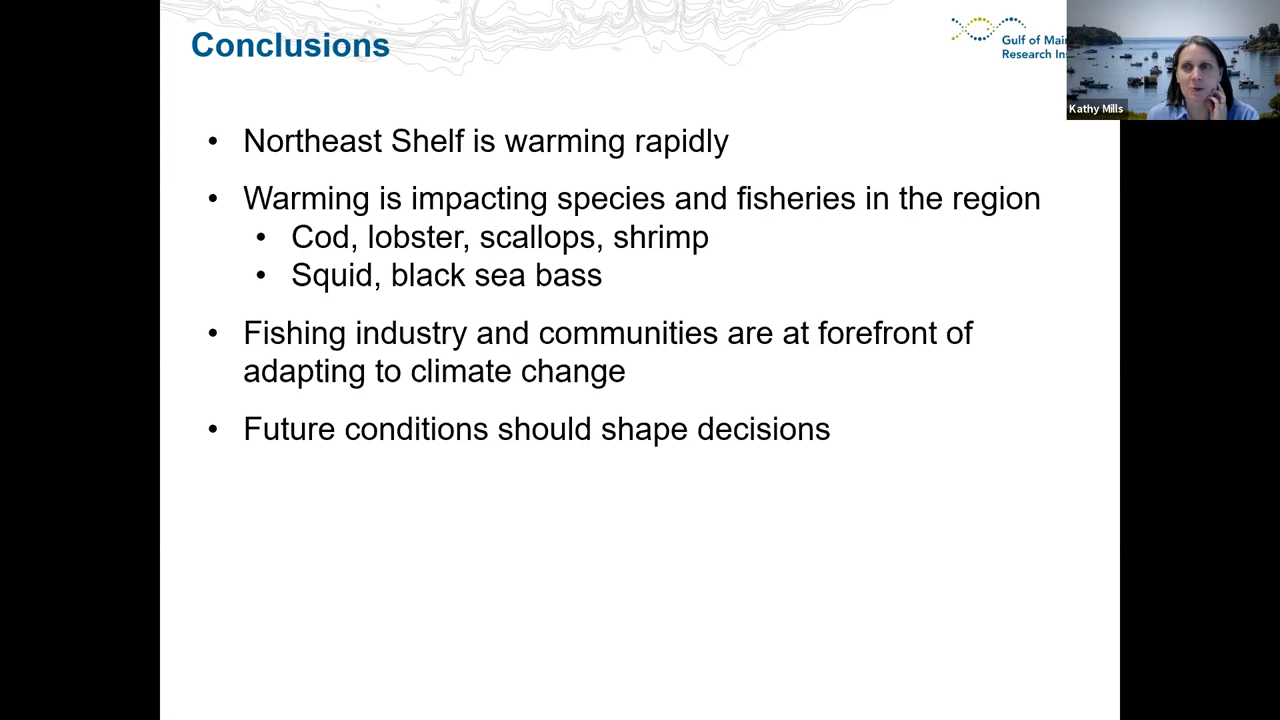 Conclusions
Gulf of Mai
Research Ins
Kathy Mills
• Northeast Shelf is warming rapidly
• Warming is impacting species and fisheries in the region
• Cod, lobster, scallops, shrimp
• Squid, black sea bass
• Fishing industry and communities are at forefront of
adapting to climate change
• Future conditions should shape decisions